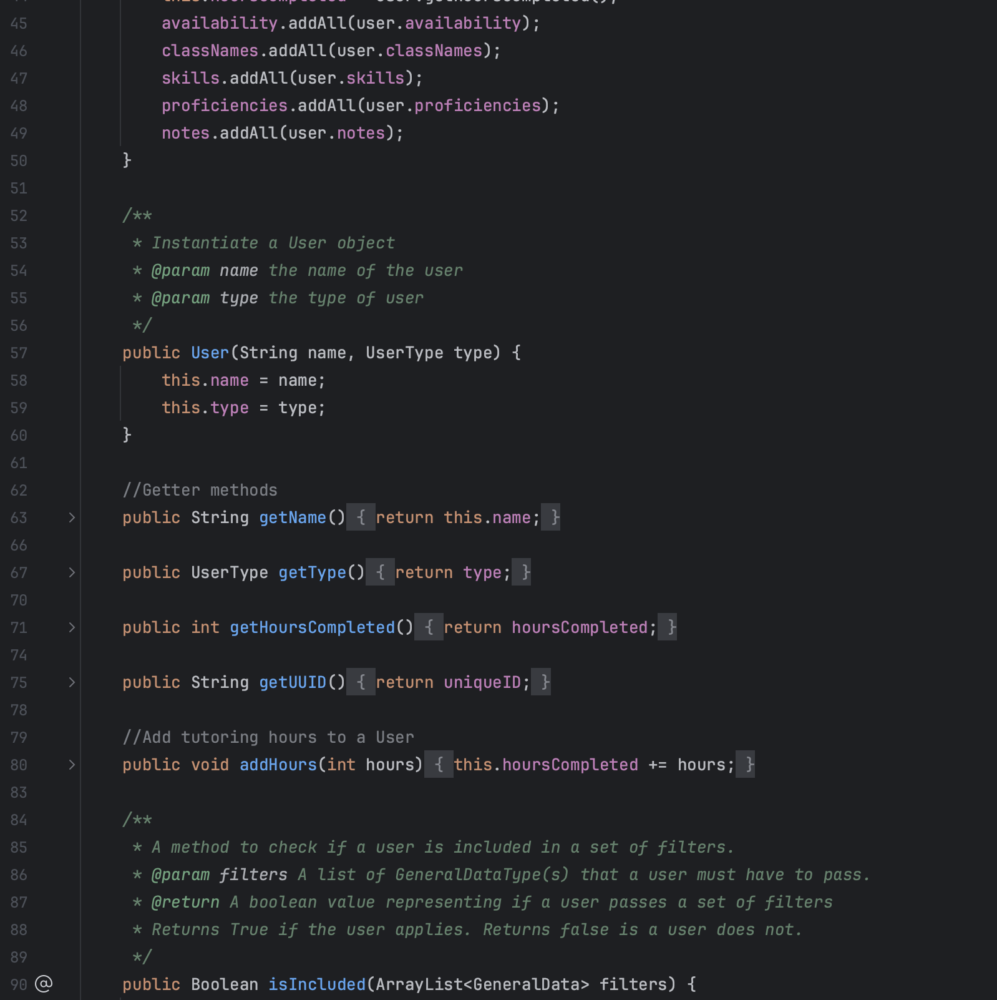 45 availability.addAll(user.availability);
46 classNames.addAll(user.classNames);
47 skills.addAll(user.skills);
48 proficiencies.addAll(user.proficiencies);
49 notes.addAll(user.notes);
50 }
51
52 /**
53 * Instantiate a User object
54 * @param name the name of the user
55 * @param type the type of user
56 */
57 public User(String name, UserType type) {
58 this.name = name;
59 this.type = type;
60 }
61
62 //Getter methods
63 public String getName() { return this.name; }
66
67 public UserType getType() { return type; }
70
71 public int getHoursCompleted() { return hoursCompleted; }
74
75 public String getUUID() { return uniqueID; }
78
79 //Add tutoring hours to a User
80 public void addHours(int hours) { this.hoursCompleted += hours; }
83
84 /**
85 * A method to check if a user is included in a set of filters.
86 * @param filters A list of GeneralDataType(s) that a user must have to pass.
87 * @return A boolean value representing if a user passes a set of filters
88 * Returns True if the user applies. Returns false is a user does not.
89 */
90 @ public Boolean isIncluded(ArrayList<GeneralData> filters) {